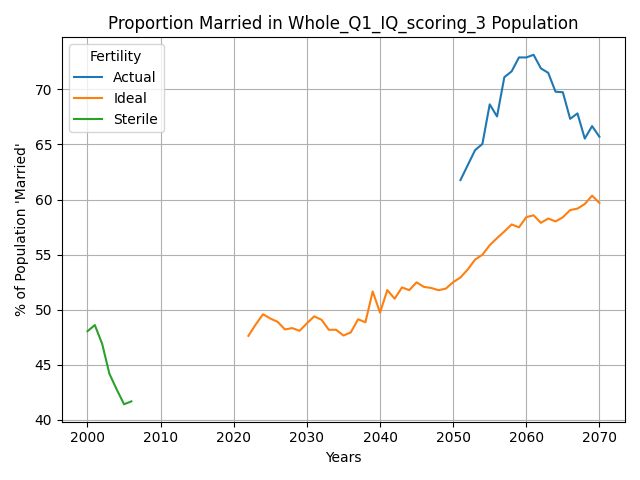 Proportion Married in Whole_Q1_IQ_scoring_3 Population
Fertility
Actual
Ideal
Sterile
% of Population 'Married'
70
65
60
55
50
45
40
2000
2010
2020
2030
2040
2050
2060
2070
Years